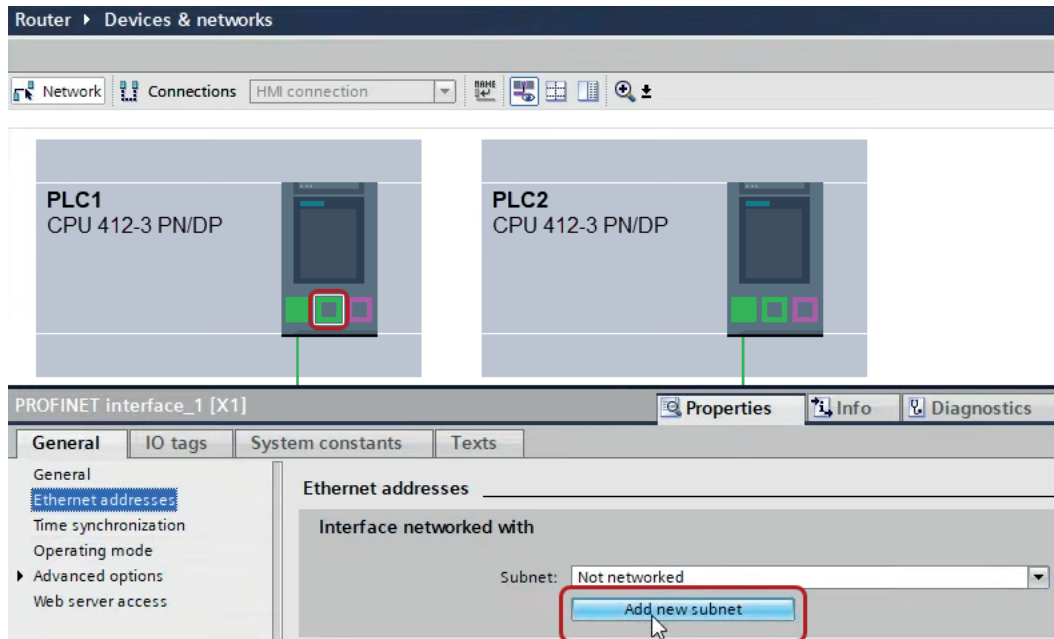 Router ▸ Devices & networks
Network Connections HMI connection
PLC1
CPU 412-3 PN/DP
PLC2
CPU 412-3 PN/DP
PROFINET interface_1 [X1]
Properties Info Diagnostics
General IO tags System constants Texts
General
Ethernet addresses
Time synchronization
Operating mode
Advanced options
Web server access
Ethernet addresses
Interface networked with
Subnet: Not networked
Add new subnet